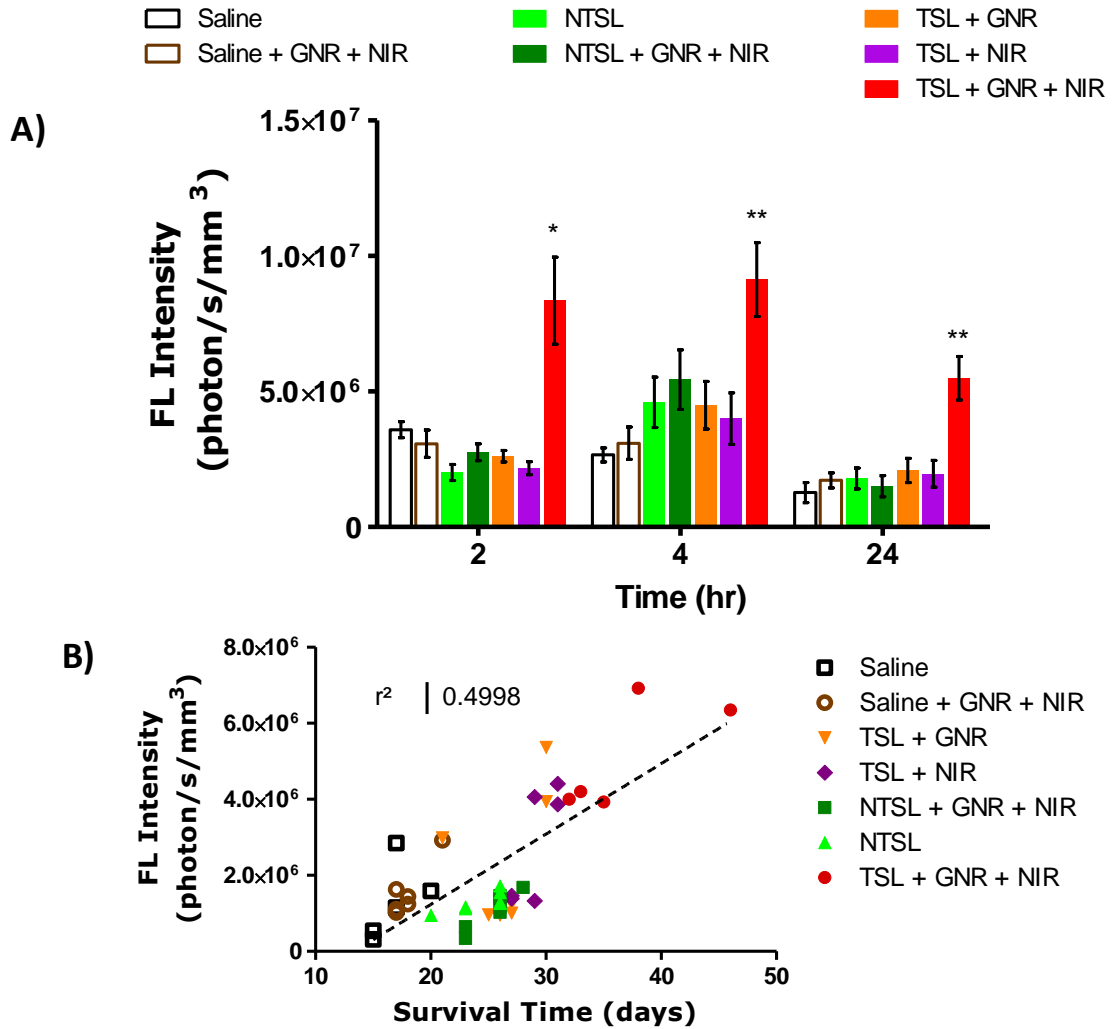 Saline
Saline + GNR + NIR
NTSL
NTSL + GNR + NIR
TSL + GNR
TSL + NIR
TSL + GNR + NIR
A)
FL Intensity
(photon/s/mm³)
1.5×10⁷
1.0×10⁷
5.0×10⁶
0
*
**
**
2
4
24
Time (hr)
B)
FL Intensity
(photon/s/mm³)
8.0×10⁶
6.0×10⁶
4.0×10⁶
2.0×10⁶
0
r² | 0.4998
10
20
30
40
50
Survival Time (days)
Saline
Saline + GNR + NIR
TSL + GNR
TSL + NIR
NTSL + GNR + NIR
NTSL
TSL + GNR + NIR